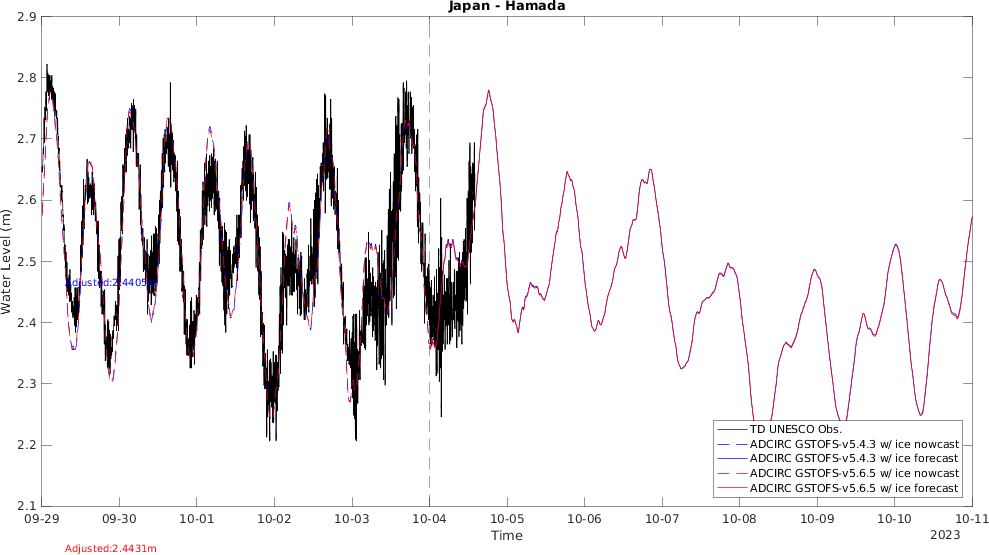 Japan - Hamada
2.9
2.8
2.7
2.6
2.5
2.4
2.3
2.2
2.1
Water Level (m)
Adjusted:2.4405m
TD UNESCO Obs.
ADCIRC GSTOFS-v5.4.3 w/ ice nowcast
ADCIRC GSTOFS-v5.4.3 w/ ice forecast
ADCIRC GSTOFS-v5.6.5 w/ ice nowcast
ADCIRC GSTOFS-v5.6.5 w/ ice forecast
09-29 09-30 10-01 10-02 10-03 10-04 10-05 10-06 10-07 10-08 10-09 10-10 10-11
Time
2023
Adjusted:2.4431m